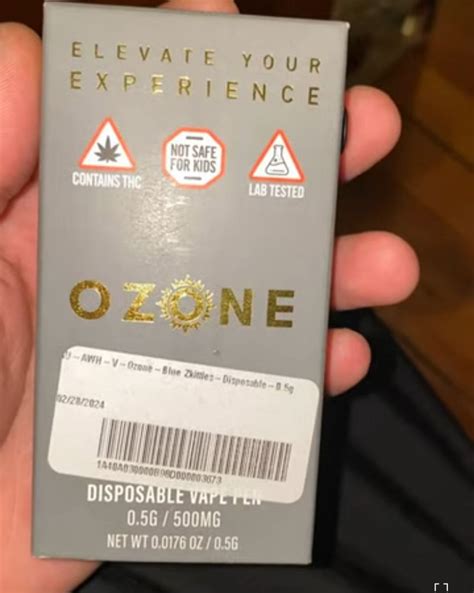 ELEVATE YOUR
EXPERIENCE
NOT SAFE
FOR KIDS
CONTAINS THC
LAB TESTED
OZONE
- AWH - V - Ozone - Blue Zkittles - Disposable - 0.5g
02/28/2024
DISPOSABLE VAPE PEN
0.5G / 500MG
NET WT 0.0176 OZ / 0.5G